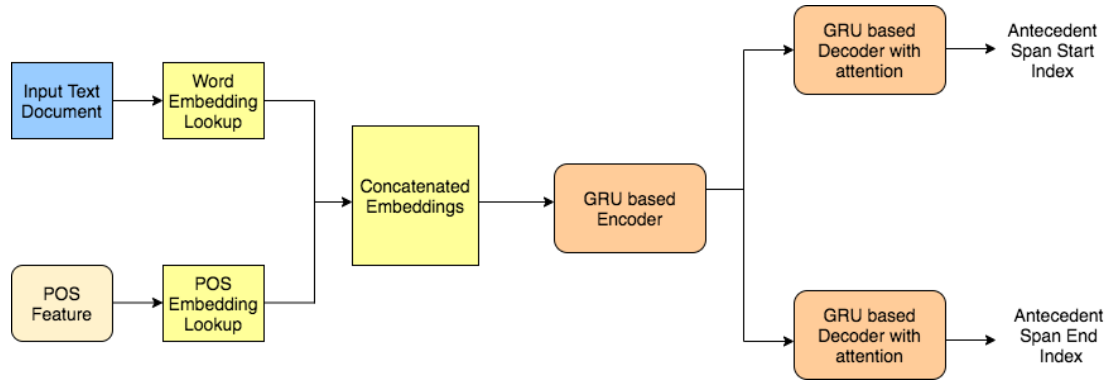 Input Text
Document
Word
Embedding
Lookup
POS
Feature
POS
Embedding
Lookup
Concatenated
Embeddings
GRU based
Encoder
GRU based
Decoder with
attention
Antecedent
Span Start
Index
GRU based
Decoder with
attention
Antecedent
Span End
Index